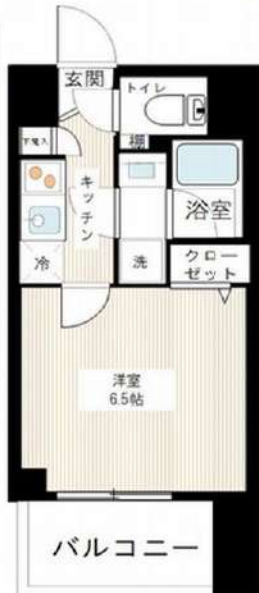 玄関
トイレ
下足入
棚
キッチン
浴室
冷
洗
クロー
ゼット
洋室
6.5帖
バルコニー